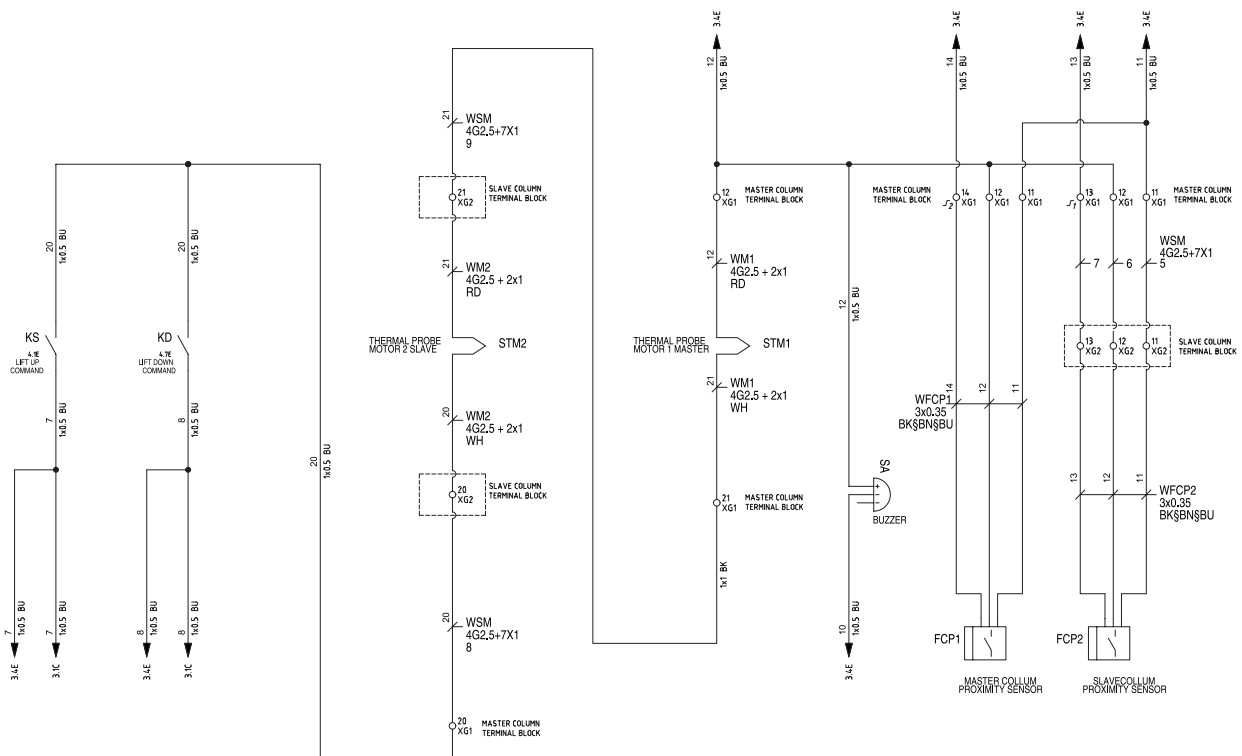 3.4E
3.4E
3.4E
3.4E
12
1x0.5 BU
14
1x0.5 BU
13
1x0.5 BU
11
1x0.5 BU
21
WSM
4G2.5+7X1
9
21
XG2
SLAVE COLUMN
TERMINAL BLOCK
12
XG1
MASTER COLUMN
TERMINAL BLOCK
MASTER COLUMN
TERMINAL BLOCK
14
XG1
12
XG1
11
XG1
13
XG1
12
XG1
11
XG1
MASTER COLUMN
TERMINAL BLOCK
20
1x0.5 BU
20
1x0.5 BU
21
WM2
4G2.5 + 2x1
RD
12
WM1
4G2.5 + 2x1
RD
WSM
4G2.5+7X1
7
6
5
12
1x0.5 BU
KS
4.1E
LIFT UP
COMMAND
KD
4.7E
LIFT DOWN
COMMAND
THERMAL PROBE
MOTOR 2 SLAVE
STM2
THERMAL PROBE
MOTOR 1 MASTER
STM1
13
XG2
12
XG2
11
XG2
SLAVE COLUMN
TERMINAL BLOCK
21
WM1
4G2.5 + 2x1
WH
WFCP1
3x0.35
BK§BN§BU
14
12
11
7
1x0.5 BU
8
1x0.5 BU
20
WM2
4G2.5 + 2x1
WH
20
1x0.5 BU
20
XG2
SLAVE COLUMN
TERMINAL BLOCK
21
XG1
MASTER COLUMN
TERMINAL BLOCK
SA
+
-
BUZZER
13
12
11
WFCP2
3x0.35
BK§BN§BU
1x1 BK
20
WSM
4G2.5+7X1
8
7
1x0.5 BU
7
1x0.5 BU
8
1x0.5 BU
8
1x0.5 BU
10
1x0.5 BU
3.4E
3.1C
3.4E
3.1C
3.4E
FCP1
MASTER COLLUM
PROXIMITY SENSOR
FCP2
SLAVECOLLUM
PROXIMITY SENSOR
20
XG1
MASTER COLUMN
TERMINAL BLOCK